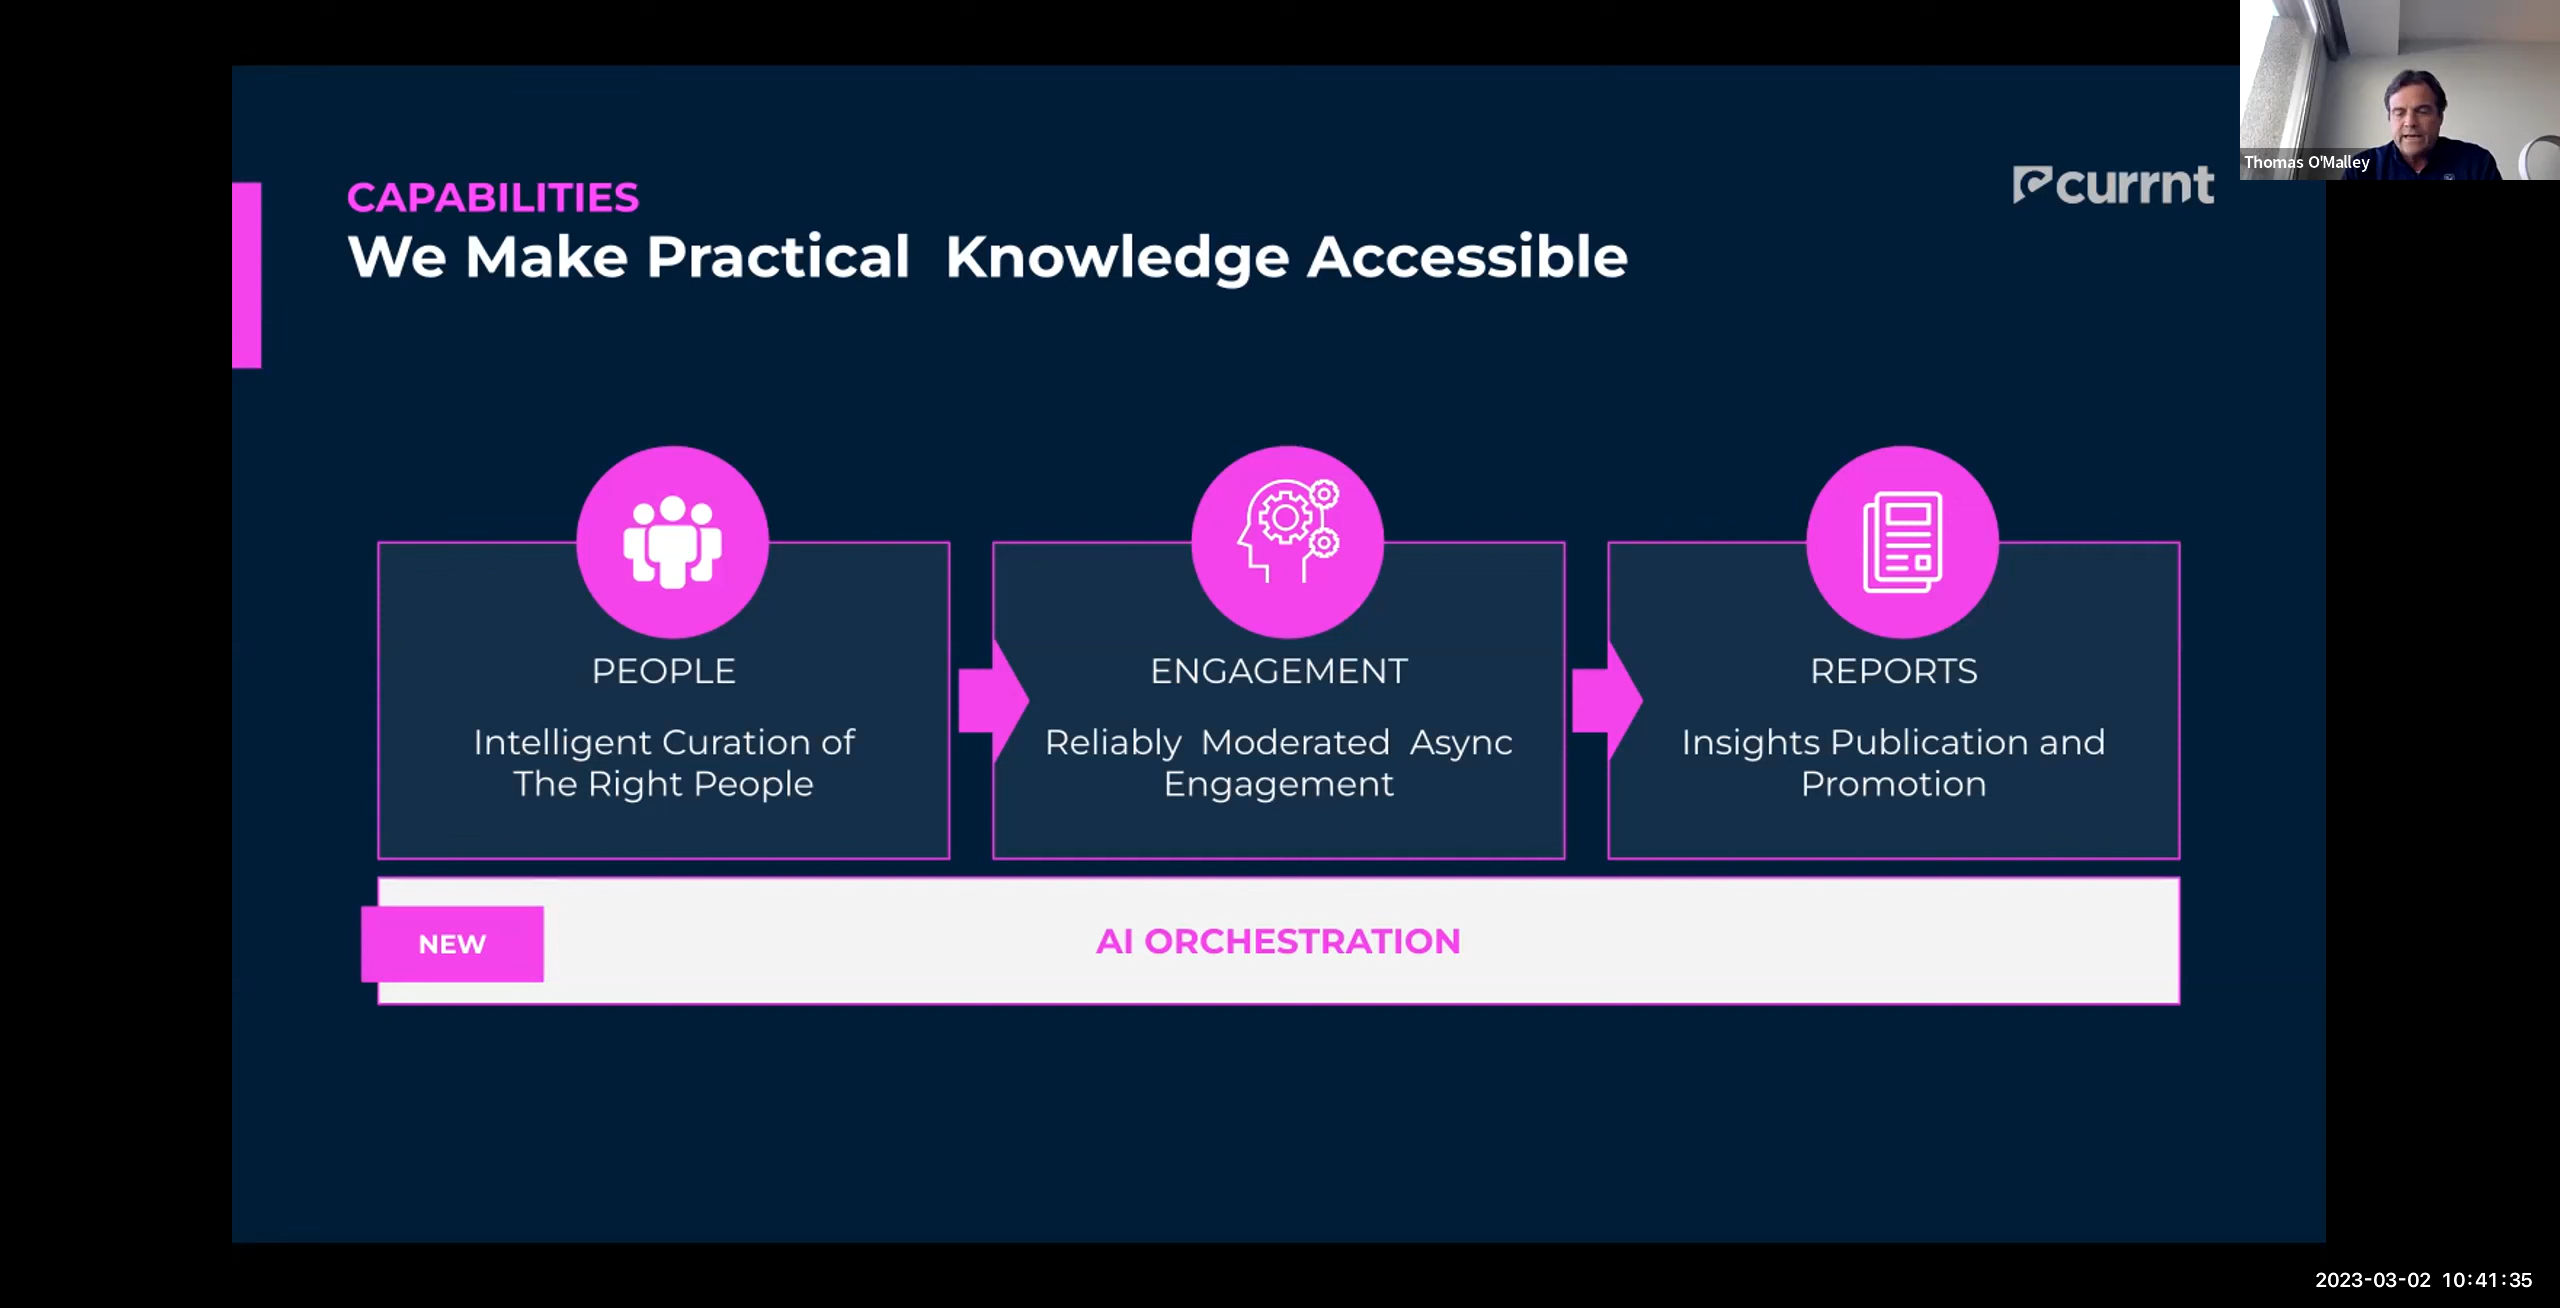 Thomas O'Malley
currnt
CAPABILITIES
We Make Practical  Knowledge Accessible
PEOPLE
Intelligent Curation of
The Right People
ENGAGEMENT
Reliably  Moderated  Async
Engagement
REPORTS
Insights Publication and
Promotion
NEW
AI ORCHESTRATION
2023-03-02 10:41:35